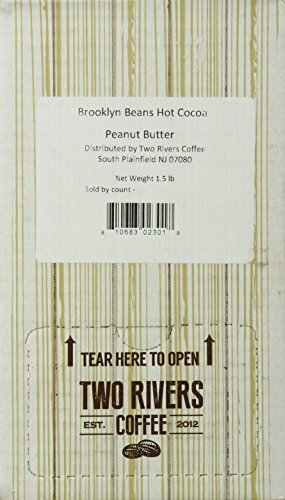 Brooklyn Beans Hot Cocoa
Peanut Butter
Distributed by Two Rivers Coffee
South Plainfield NJ 07080
Net Weight 1.5 lb
Sold by count -
8 10683 02301 8
TEAR HERE TO OPEN
TWO RIVERS
EST. COFFEE 2012